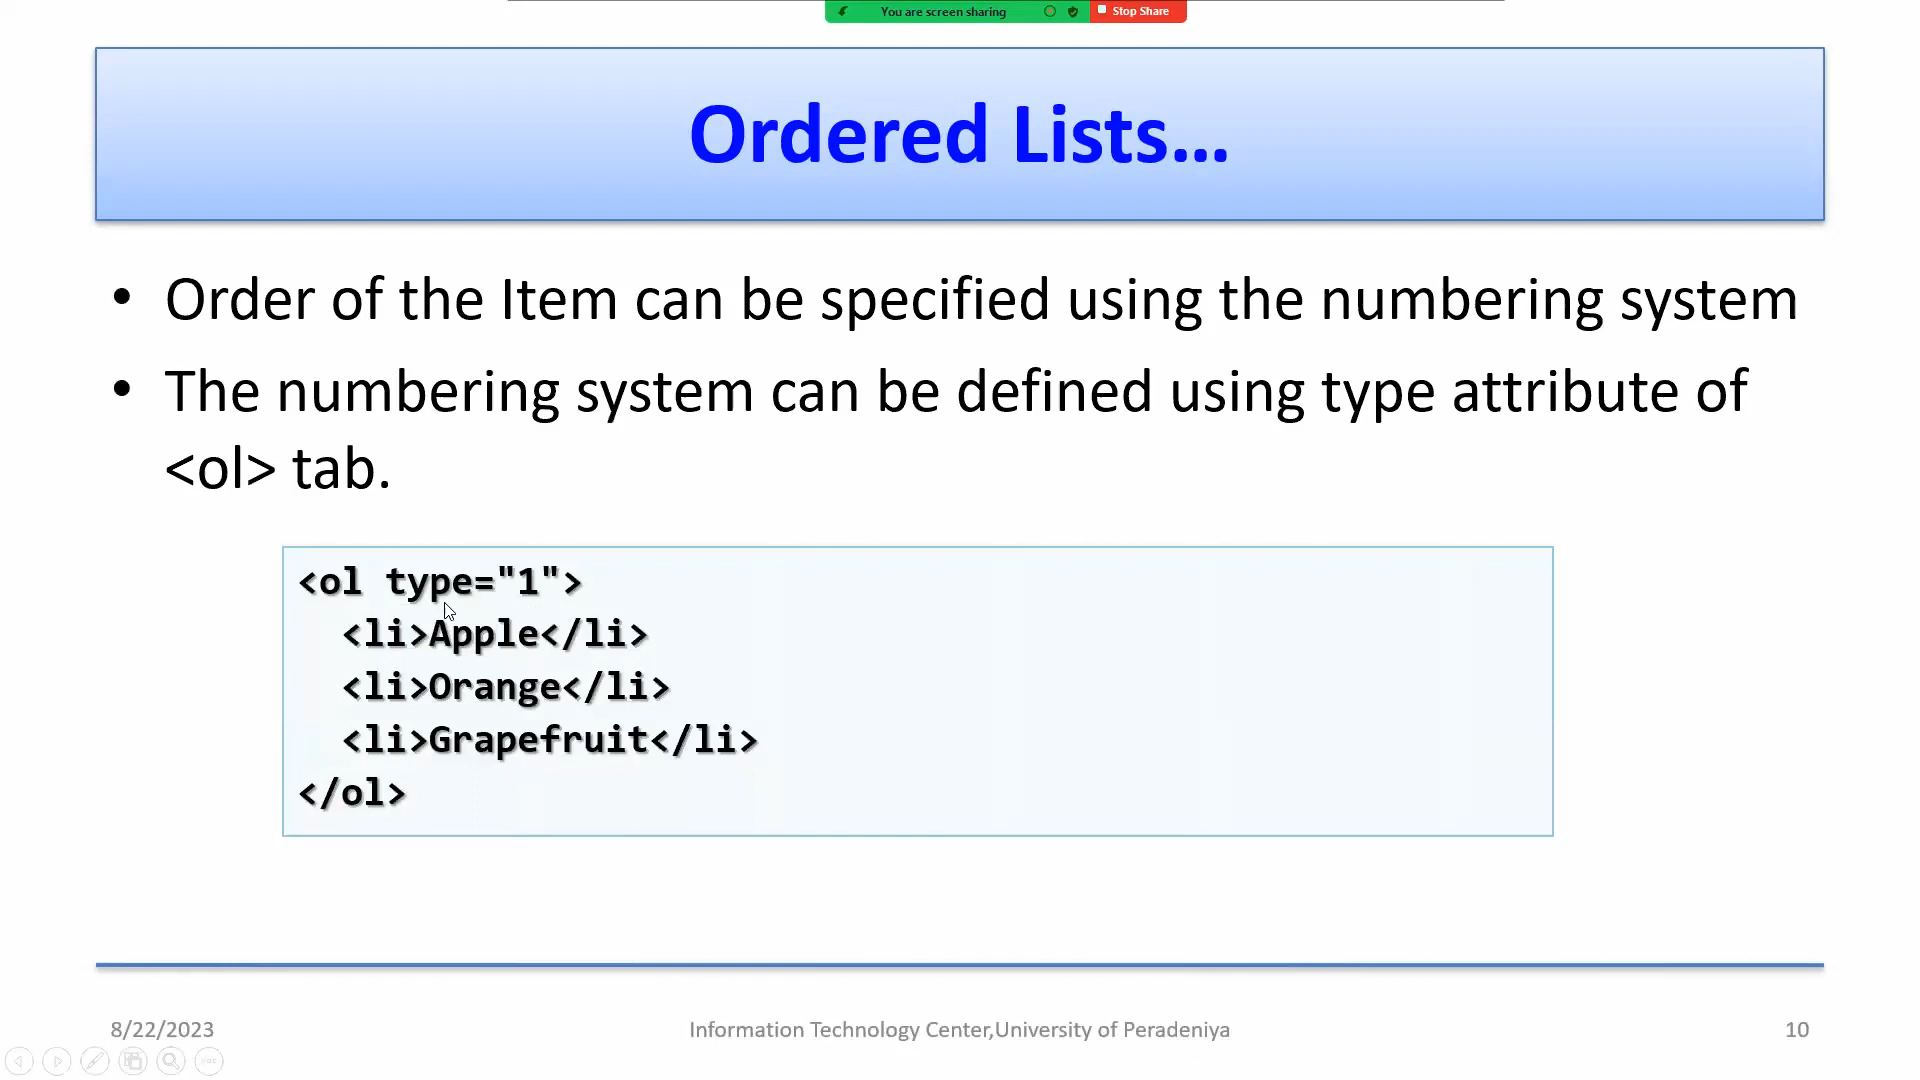 You are screen sharing
Stop Share
Ordered Lists...
• Order of the Item can be specified using the numbering system
• The numbering system can be defined using type attribute of
<ol> tab.
<ol type="1">
  <li>Apple</li>
  <li>Orange</li>
  <li>Grapefruit</li>
</ol>
8/22/2023
Information Technology Center,University of Peradeniya
10